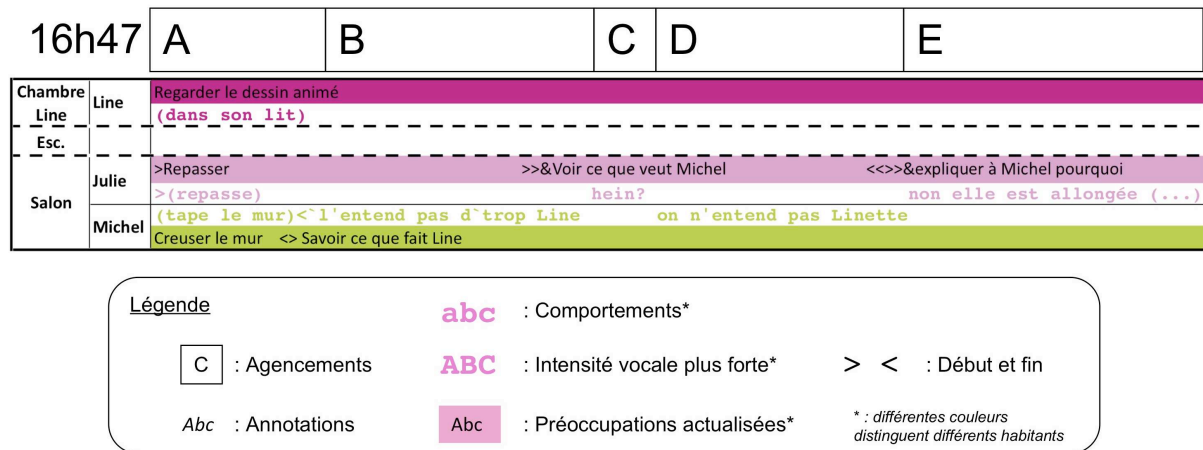 16h47 A B C D E
Chambre Line Line Regarder le dessin animé
(dans son lit)
Esc.
Salon Julie >Repasser >>&Voir ce que veut Michel <<>>&expliquer à Michel pourquoi
>(repasse) hein? non elle est allongée (...)
Michel (tape le mur)<`l'entend pas d`trop Line on n'entend pas Linette
Creuser le mur <> Savoir ce que fait Line
Légende
abc : Comportements*
C : Agencements ABC : Intensité vocale plus forte* > < : Début et fin
Abc : Annotations Abc : Préoccupations actualisées* * : différentes couleurs
distinguent différents habitants